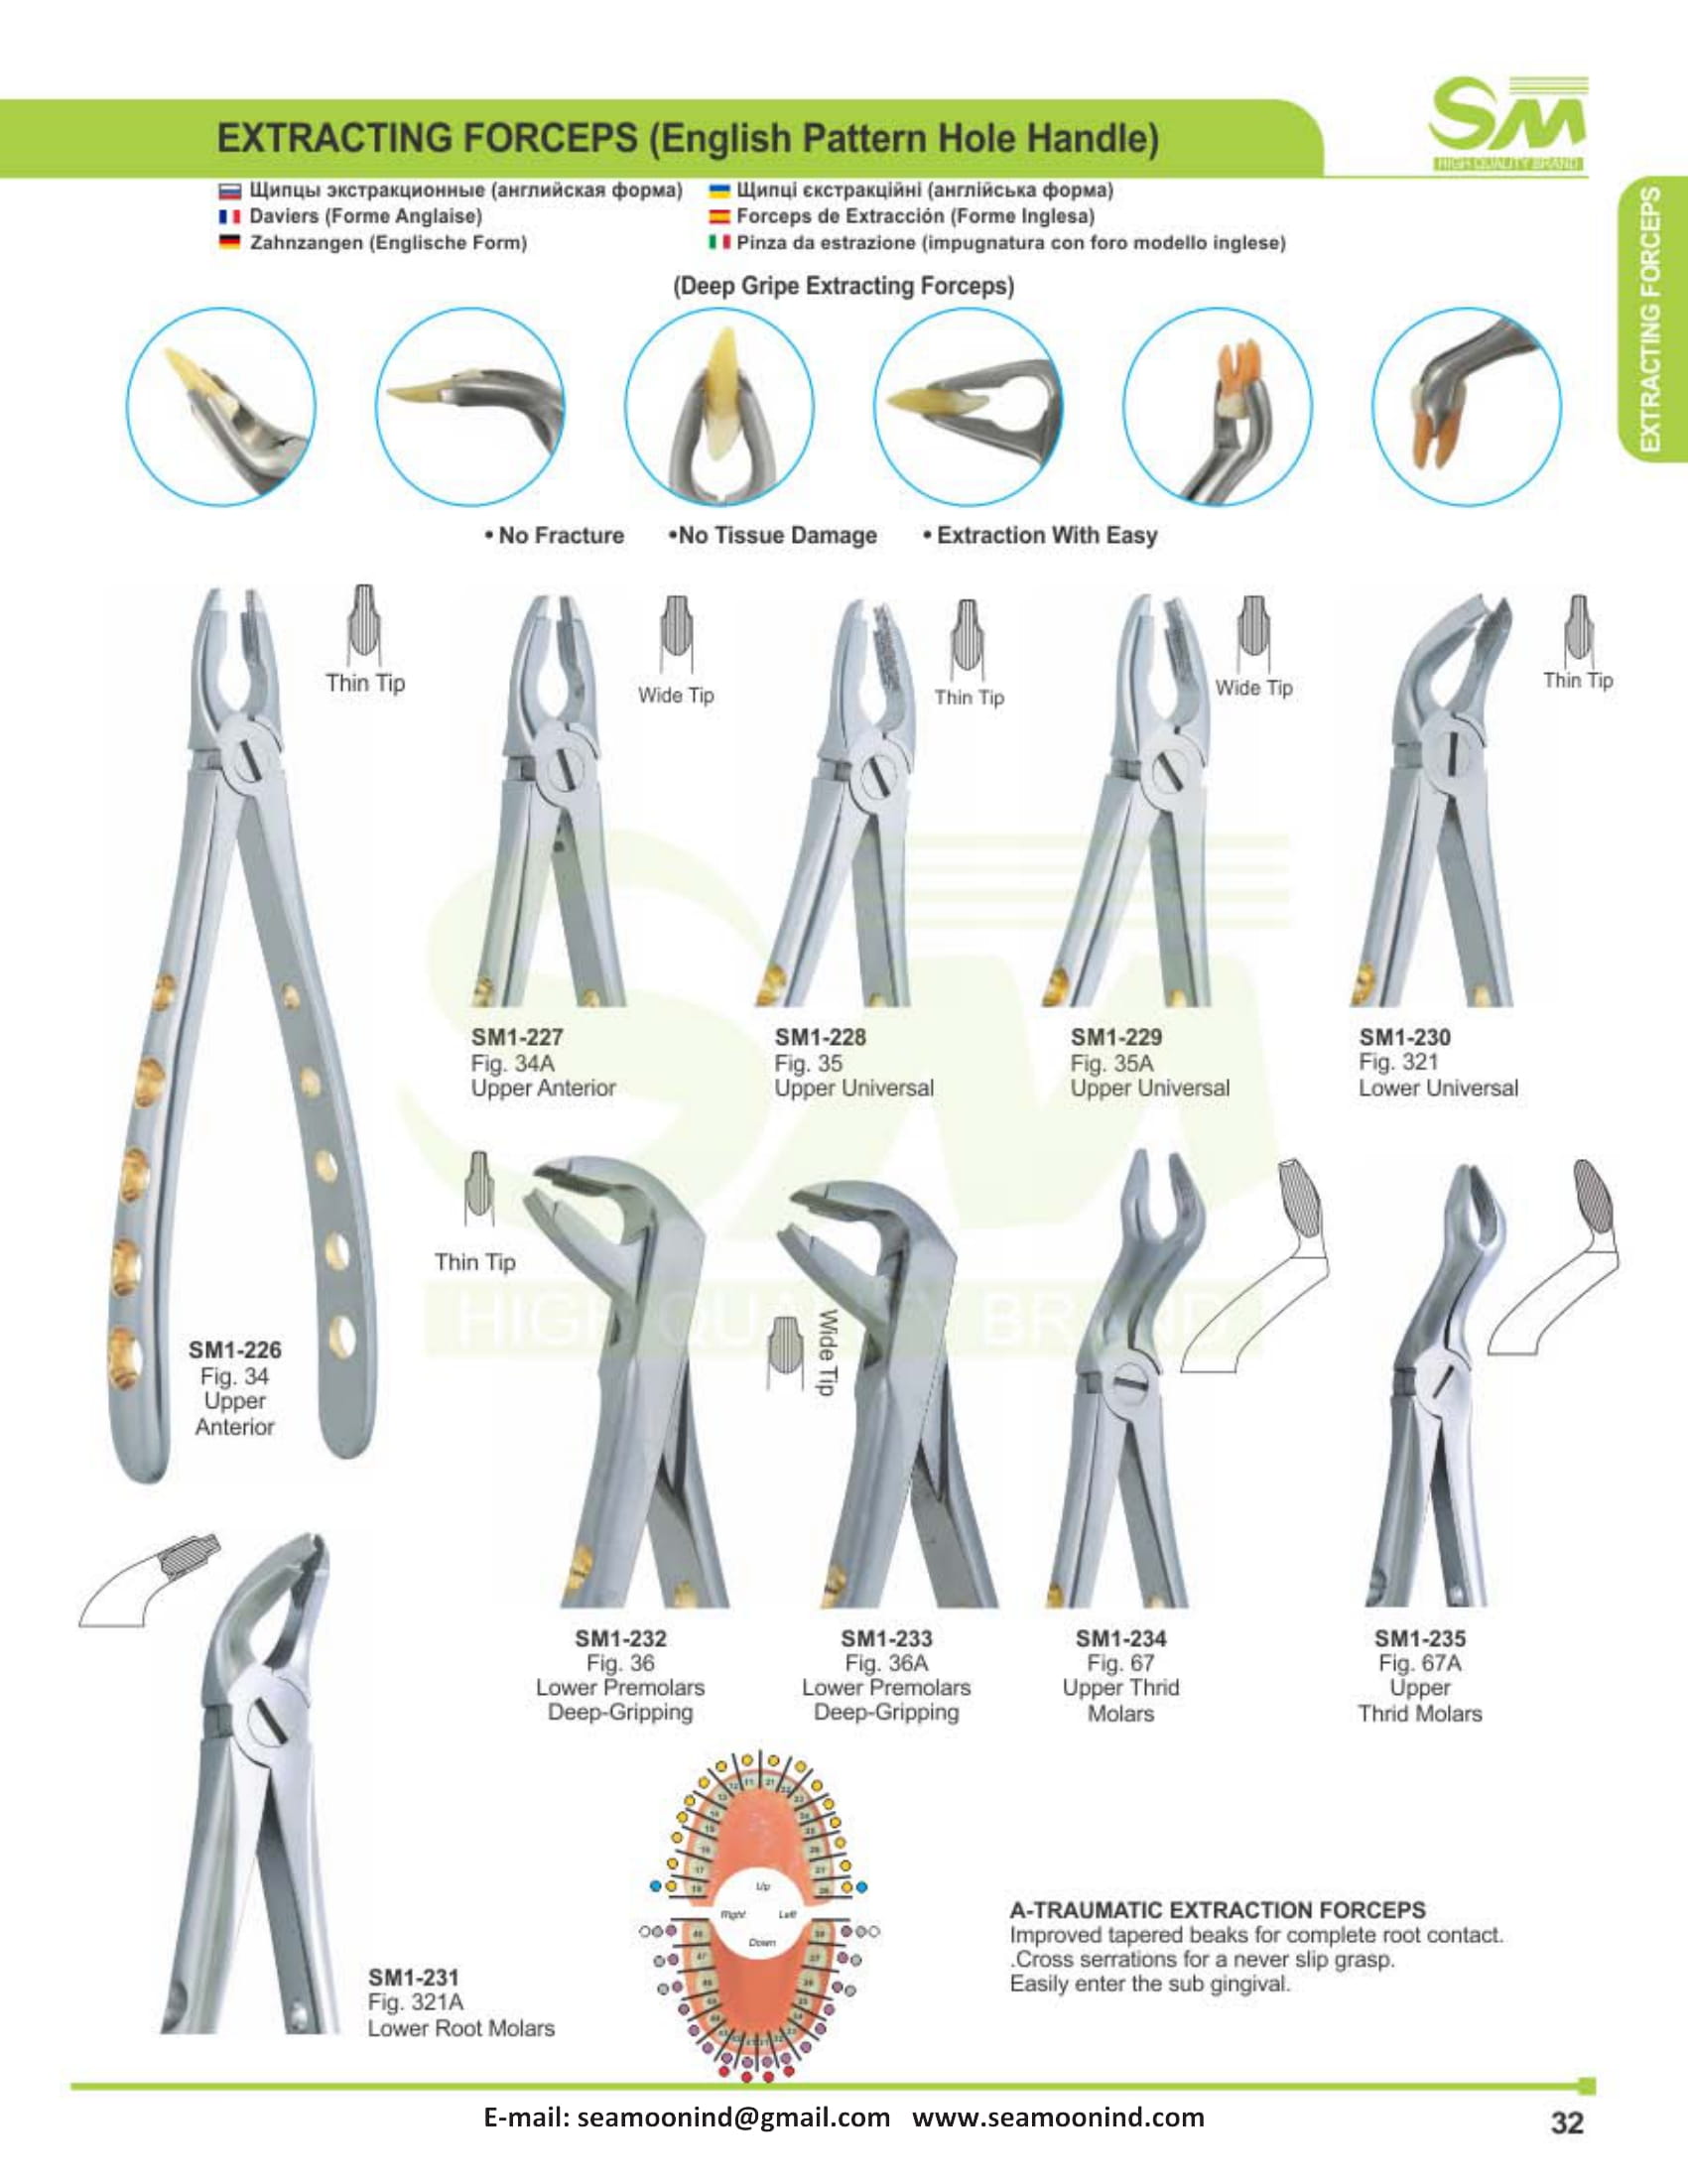 SM
HIGH QUALITY BRAND
EXTRACTING FORCEPS (English Pattern Hole Handle)
Щипцы экстракционные (английская форма)
Щипці єкстракційні (англійська форма)
Daviers (Forme Anglaise)
Forceps de Extracción (Forme Inglesa)
Zahnzangen (Englische Form)
Pinza da estrazione (impugnatura con foro modello inglese)
EXTRACTING FORCEPS
(Deep Gripe Extracting Forceps)
• No Fracture •No Tissue Damage • Extraction With Easy
Thin Tip
Wide Tip
Thin Tip
Wide Tip
Thin Tip
SM1-227
Fig. 34A
Upper Anterior
SM1-228
Fig. 35
Upper Universal
SM1-229
Fig. 35A
Upper Universal
SM1-230
Fig. 321
Lower Universal
Thin Tip
Wide Tip
SM
HIGH QUALITY BRAND
SM1-226
Fig. 34
Upper
Anterior
SM1-232
Fig. 36
Lower Premolars
Deep-Gripping
SM1-233
Fig. 36A
Lower Premolars
Deep-Gripping
SM1-234
Fig. 67
Upper Thrid
Molars
SM1-235
Fig. 67A
Upper
Thrid Molars
SM1-231
Fig. 321A
Lower Root Molars
Up
Right Left
Down
A-TRAUMATIC EXTRACTION FORCEPS
Improved tapered beaks for complete root contact.
.Cross serrations for a never slip grasp.
Easily enter the sub gingival.
E-mail: seamoonind@gmail.com www.seamoonind.com
32